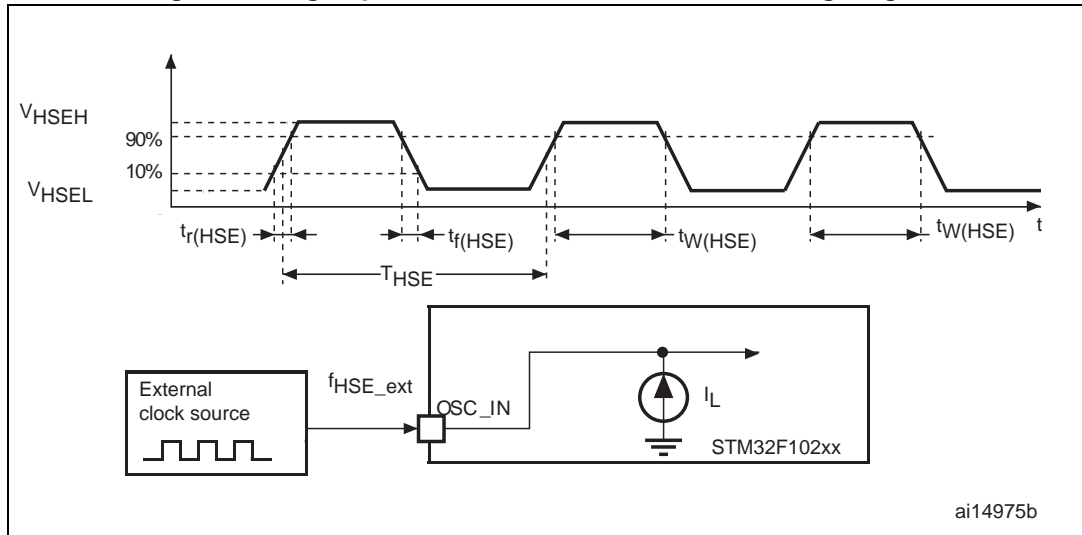 VHSEH
90%
10%
VHSEL
tr(HSE)
tf(HSE)
tW(HSE)
tW(HSE)
t
THSE
External
clock source
fHSE_ext
OSC_IN
IL
STM32F102xx
ai14975b